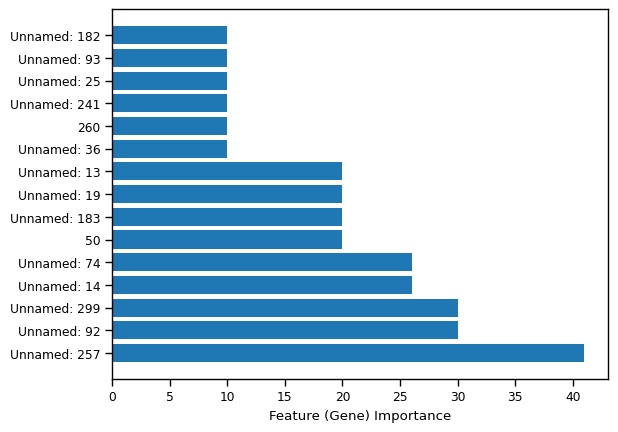 Unnamed: 182
Unnamed: 93
Unnamed: 25
Unnamed: 241
260
Unnamed: 36
Unnamed: 13
Unnamed: 19
Unnamed: 183
50
Unnamed: 74
Unnamed: 14
Unnamed: 299
Unnamed: 92
Unnamed: 257
0 5 10 15 20 25 30 35 40
Feature (Gene) Importance